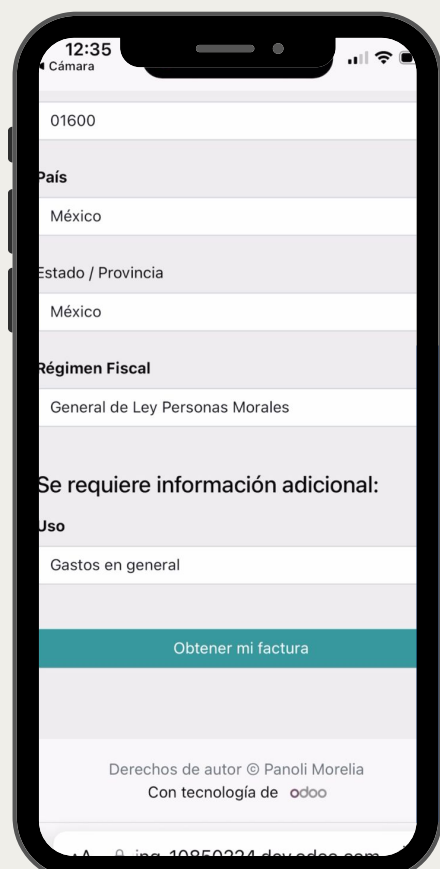 12:35
Cámara
01600
País
México
Estado / Provincia
México
Régimen Fiscal
General de Ley Personas Morales
Se requiere información adicional:
Uso
Gastos en general
Obtener mi factura
Derechos de autor © Panoli Morelia
Con tecnología de odoo